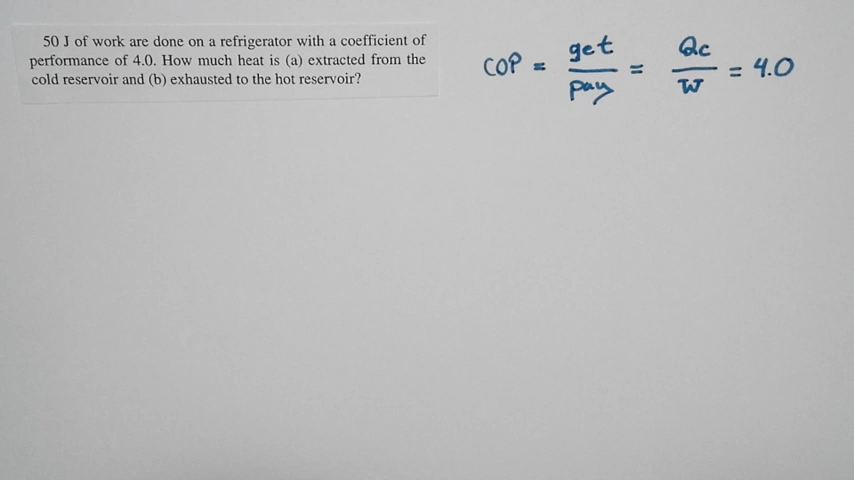 50 J of work are done on a refrigerator with a coefficient of
performance of 4.0. How much heat is (a) extracted from the
cold reservoir and (b) exhausted to the hot reservoir?
COP = get / pay = Qc / W = 4.0